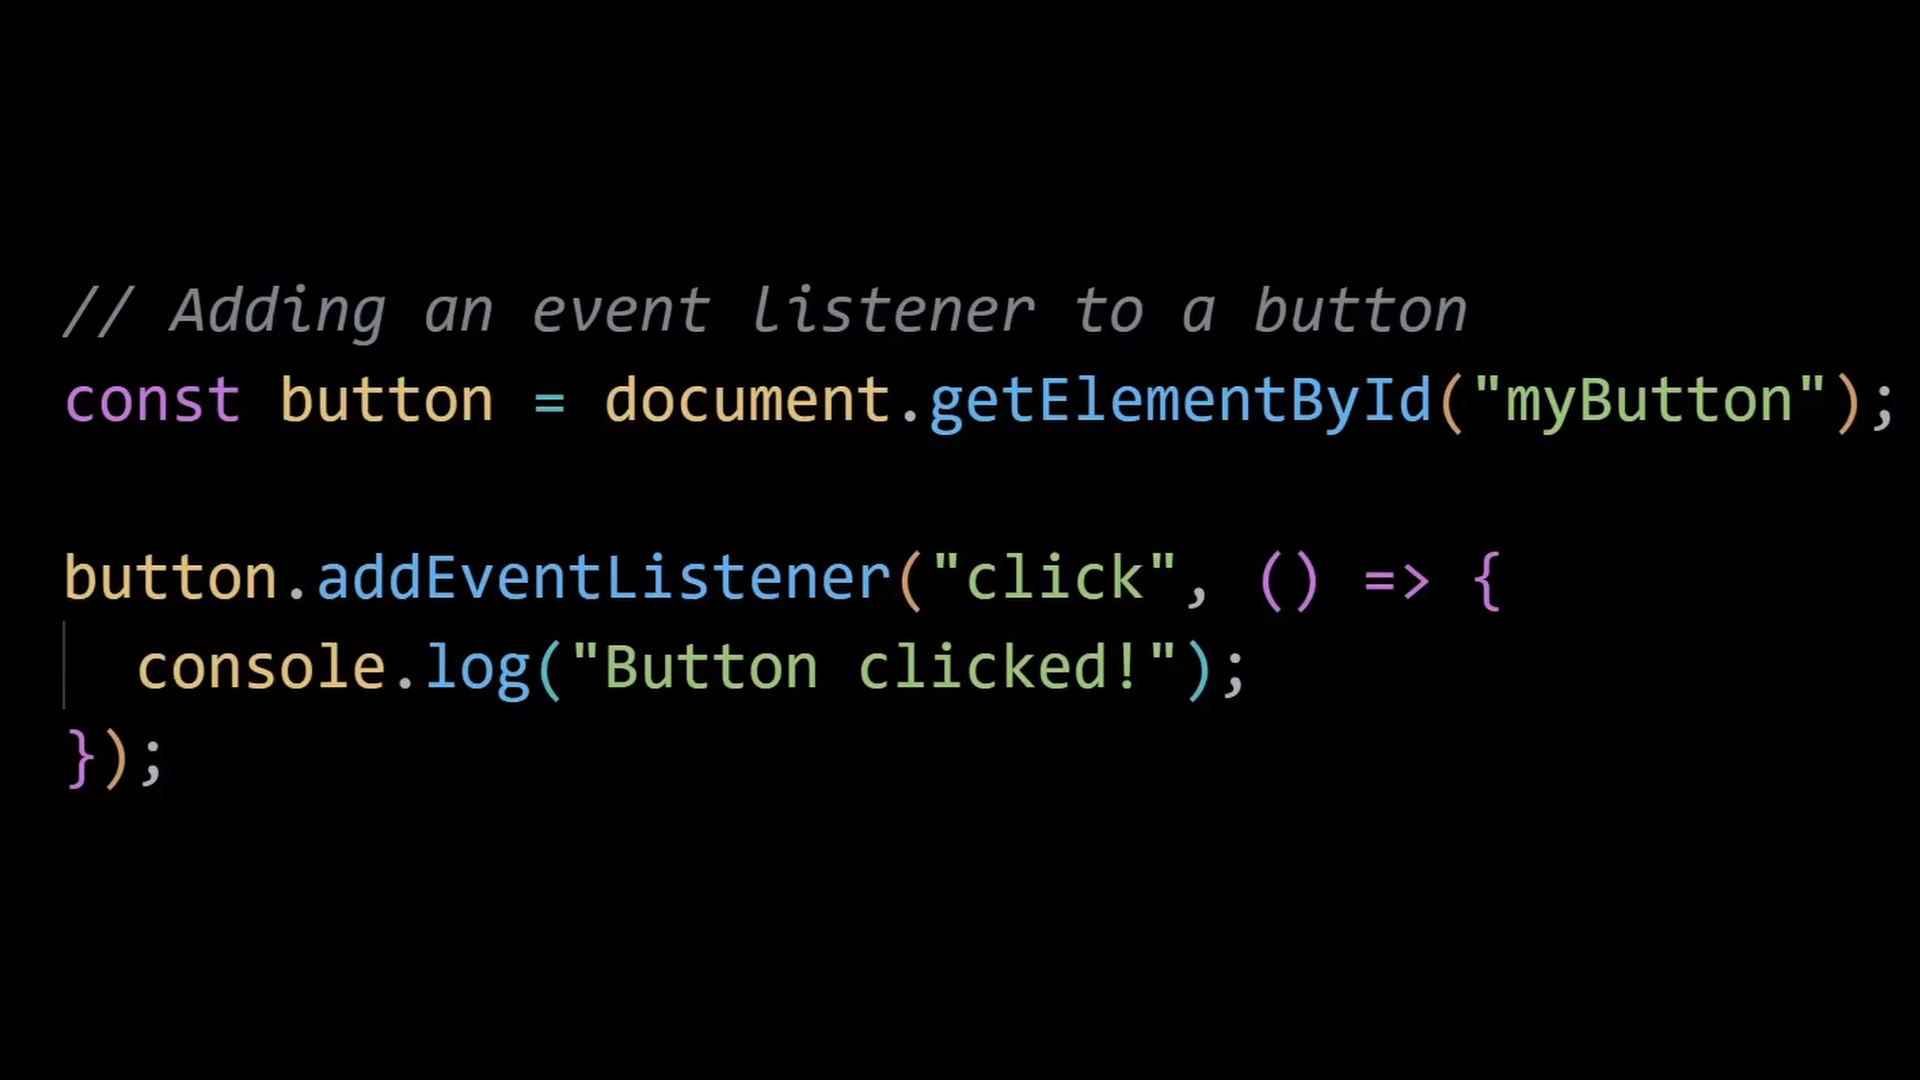 // Adding an event listener to a button
const button = document.getElementById("myButton");
button.addEventListener("click", () => {
  console.log("Button clicked!");
});